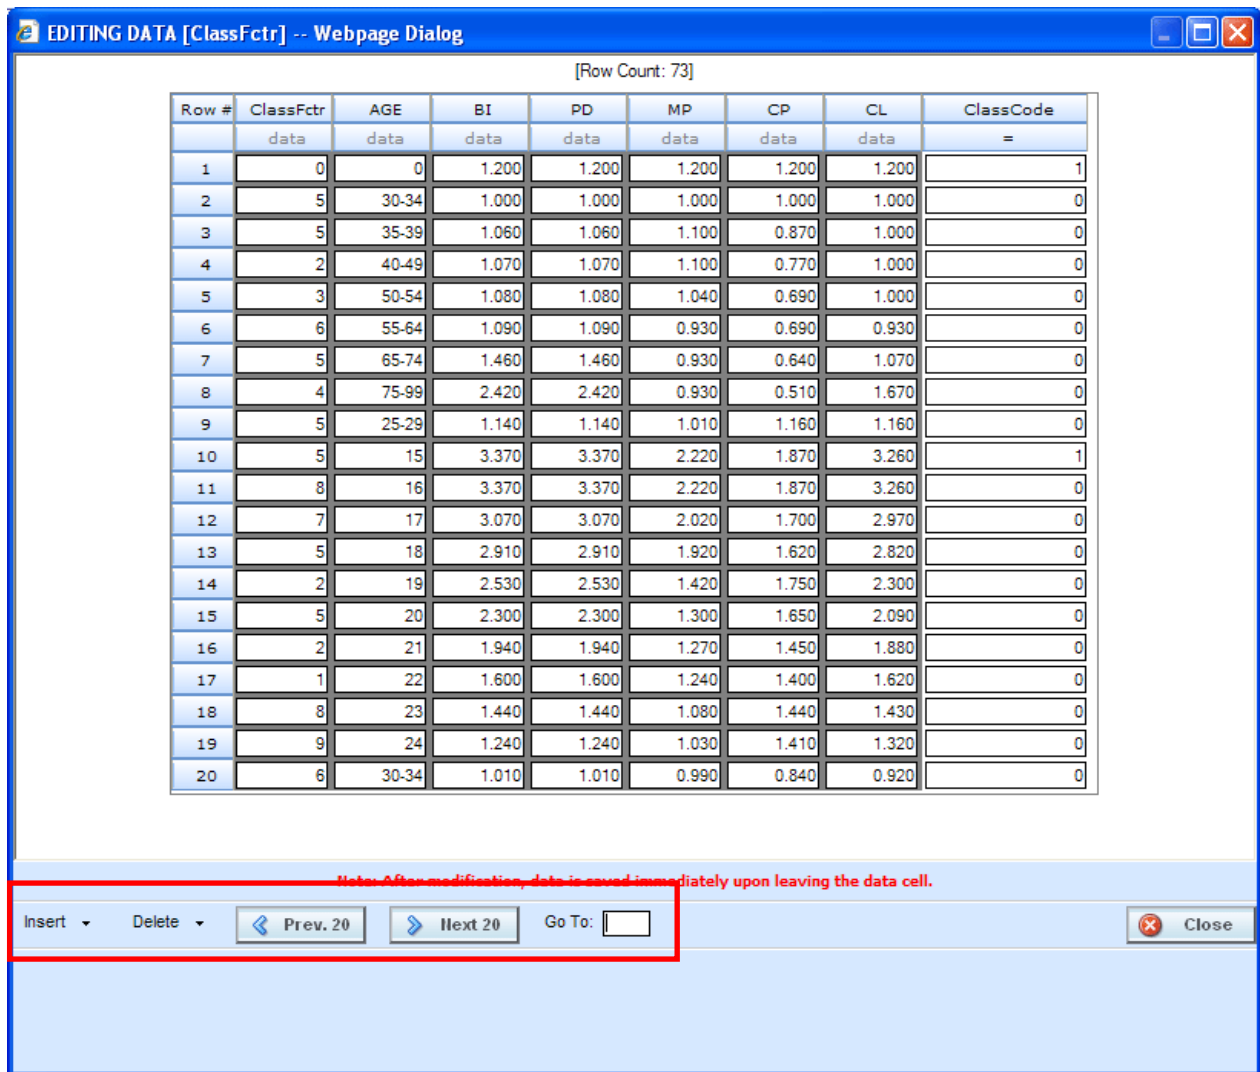 EDITING DATA [ClassFctr] -- Webpage Dialog
[Row Count: 73]
Row # ClassFctr AGE BI PD MP CP CL ClassCode
data data data data data data data =
1 0 0 1.200 1.200 1.200 1.200 1.200 1
2 5 30-34 1.000 1.000 1.000 1.000 1.000 0
3 5 35-39 1.060 1.060 1.100 0.870 1.000 0
4 2 40-49 1.070 1.070 1.100 0.770 1.000 0
5 3 50-54 1.080 1.080 1.040 0.690 1.000 0
6 6 55-64 1.090 1.090 0.930 0.690 0.930 0
7 5 65-74 1.460 1.460 0.930 0.640 1.070 0
8 4 75-99 2.420 2.420 0.930 0.510 1.670 0
9 5 25-29 1.140 1.140 1.010 1.160 1.160 0
10 5 15 3.370 3.370 2.220 1.870 3.260 1
11 8 16 3.370 3.370 2.220 1.870 3.260 0
12 7 17 3.070 3.070 2.020 1.700 2.970 0
13 5 18 2.910 2.910 1.920 1.620 2.820 0
14 2 19 2.530 2.530 1.420 1.750 2.300 0
15 5 20 2.300 2.300 1.300 1.650 2.090 0
16 2 21 1.940 1.940 1.270 1.450 1.880 0
17 1 22 1.600 1.600 1.240 1.400 1.620 0
18 8 23 1.440 1.440 1.080 1.440 1.430 0
19 9 24 1.240 1.240 1.030 1.410 1.320 0
20 6 30-34 1.010 1.010 0.990 0.840 0.920 0
Note: After modification, data is saved immediately upon leaving the data cell.
Insert Delete Prev. 20 Next 20 Go To: Close